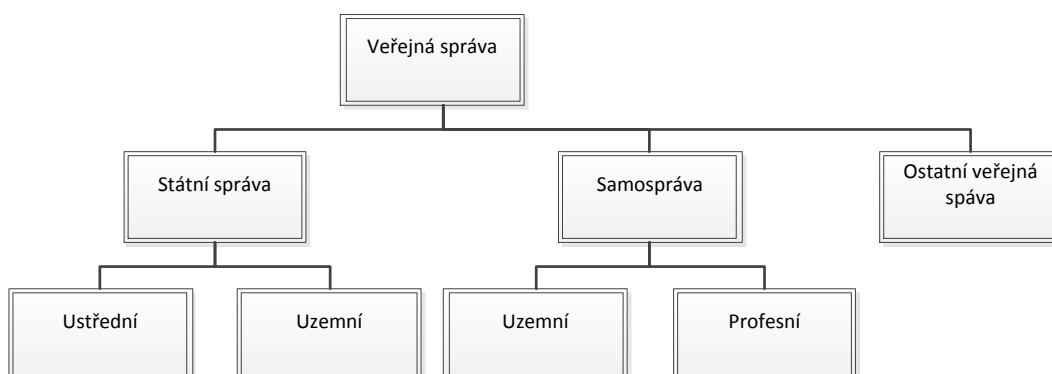 Veřejná správa
Státní správa
Samospráva
Ostatní veřejná
spáva
Ustřední
Uzemní
Uzemní
Profesní